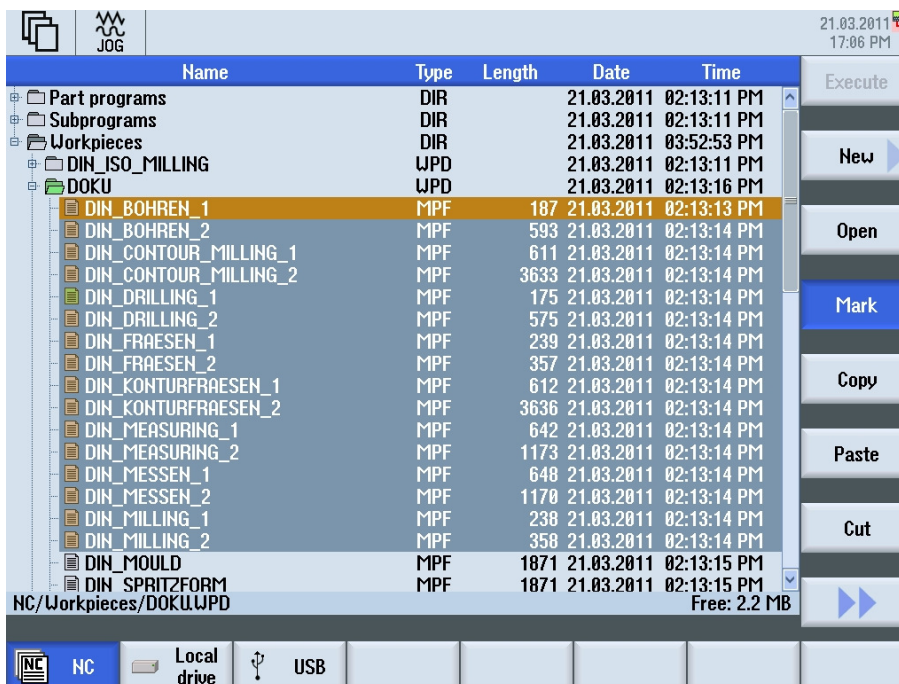 JOG
21.03.2011
17:06 PM
Name Type Length Date Time
Part programs DIR 21.03.2011 02:13:11 PM
Subprograms DIR 21.03.2011 02:13:11 PM
Workpieces DIR 21.03.2011 03:52:53 PM
DIN_ISO_MILLING WPD 21.03.2011 02:13:11 PM
DOKU WPD 21.03.2011 02:13:16 PM
DIN_BOHREN_1 MPF 187 21.03.2011 02:13:13 PM
DIN_BOHREN_2 MPF 593 21.03.2011 02:13:14 PM
DIN_CONTOUR_MILLING_1 MPF 611 21.03.2011 02:13:14 PM
DIN_CONTOUR_MILLING_2 MPF 3633 21.03.2011 02:13:14 PM
DIN_DRILLING_1 MPF 175 21.03.2011 02:13:14 PM
DIN_DRILLING_2 MPF 575 21.03.2011 02:13:14 PM
DIN_FRAESEN_1 MPF 239 21.03.2011 02:13:14 PM
DIN_FRAESEN_2 MPF 357 21.03.2011 02:13:14 PM
DIN_KONTURFRAESEN_1 MPF 612 21.03.2011 02:13:14 PM
DIN_KONTURFRAESEN_2 MPF 3636 21.03.2011 02:13:14 PM
DIN_MEASURING_1 MPF 642 21.03.2011 02:13:14 PM
DIN_MEASURING_2 MPF 1173 21.03.2011 02:13:14 PM
DIN_MESSEN_1 MPF 648 21.03.2011 02:13:14 PM
DIN_MESSEN_2 MPF 1170 21.03.2011 02:13:14 PM
DIN_MILLING_1 MPF 238 21.03.2011 02:13:14 PM
DIN_MILLING_2 MPF 358 21.03.2011 02:13:14 PM
DIN_MOULD MPF 1871 21.03.2011 02:13:15 PM
DIN_SPRITZFORM MPF 1871 21.03.2011 02:13:15 PM
NC/Workpieces/DOKU.WPD Free: 2.2 MB
Execute
New
Open
Mark
Copy
Paste
Cut
NC NC
Local
drive
USB